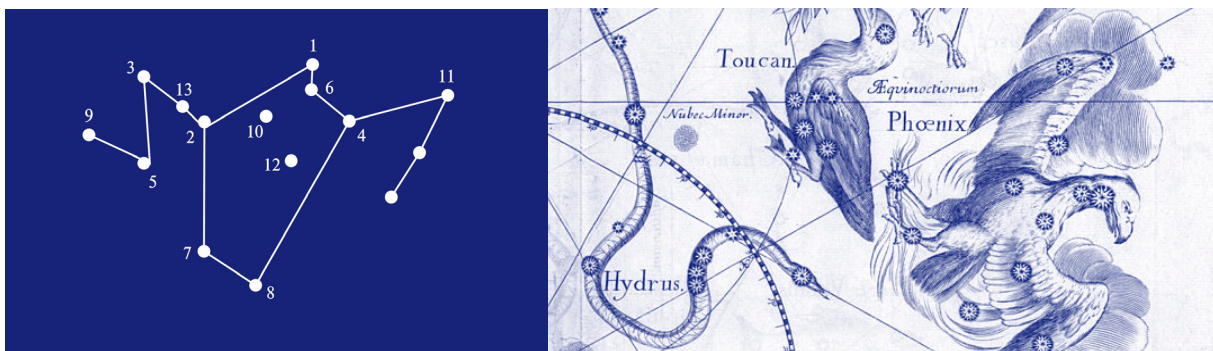 1
3
13
6
11
9
2
10
4
5
12
7
8
Toucan.
Æquinoctiorum
Nubec Minor.
Phœnix
Hydrus.